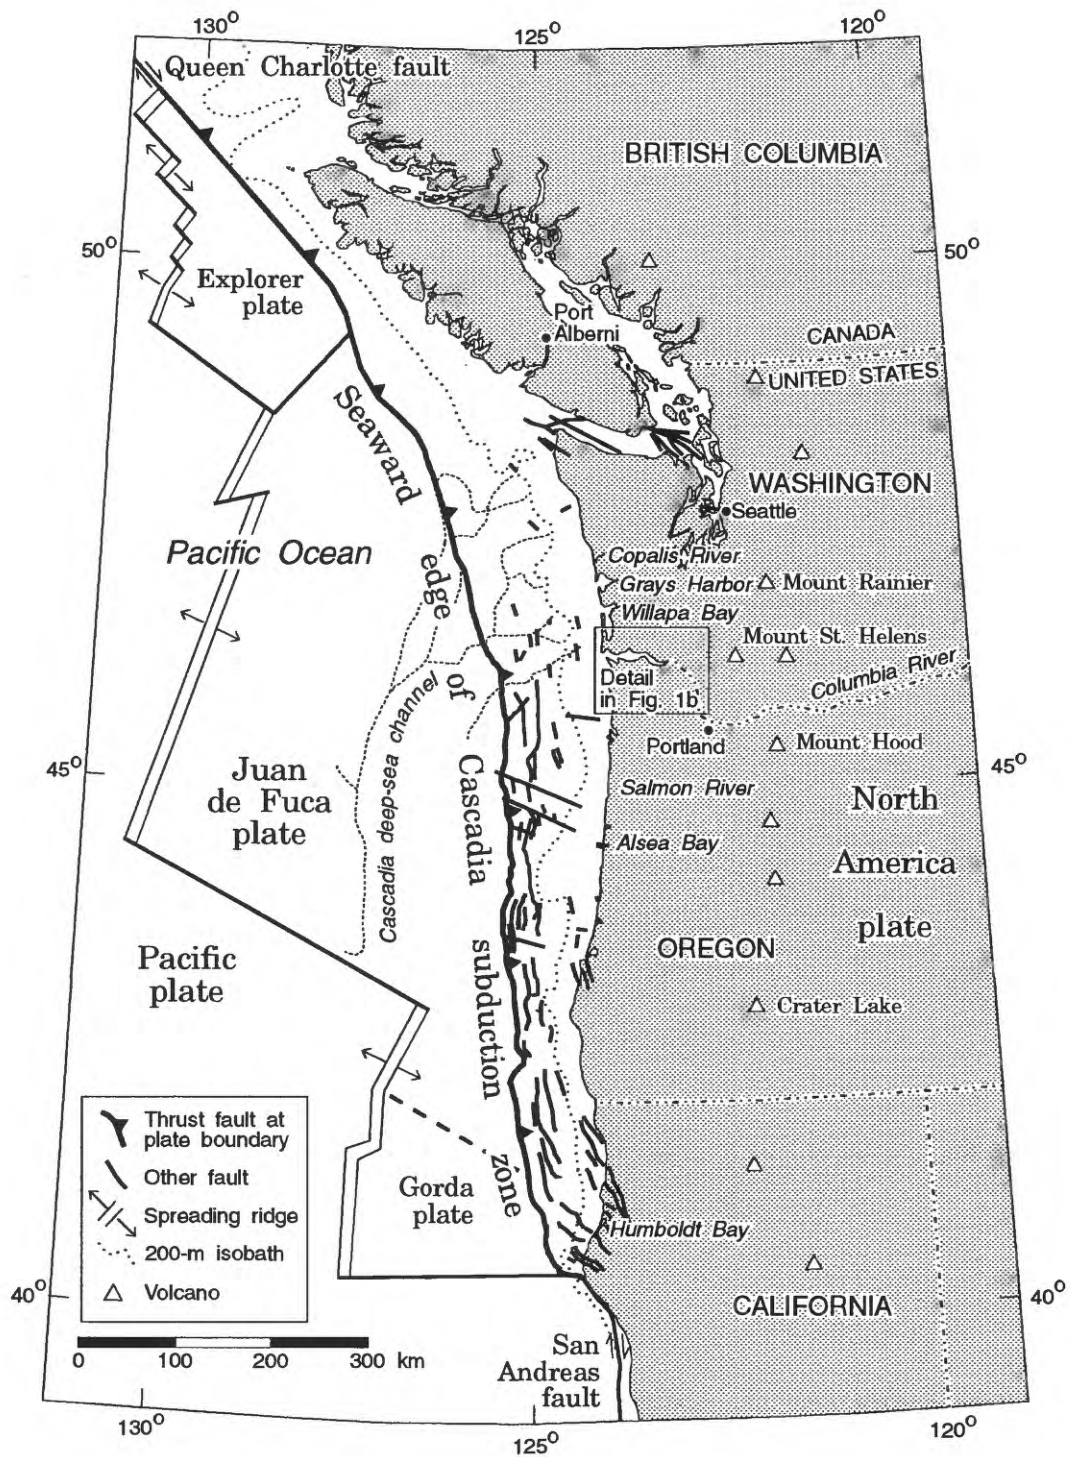 130°
125°
120°
Queen Charlotte fault
BRITISH COLUMBIA
50°
50°
Explorer
plate
Port
Alberni
CANADA
UNITED STATES
Seaward
edge
of
Cascadia
subduction
zone
WASHINGTON
Seattle
Pacific Ocean
Copalis River
Grays Harbor
Mount Rainier
Willapa Bay
Mount St. Helens
Detail
in Fig. 1b
Columbia River
Cascadia deep-sea channel
Portland
Mount Hood
45°
45°
Juan
de Fuca
plate
Salmon River
North
America
plate
Alsea Bay
Pacific
plate
OREGON
Crater Lake
Thrust fault at
plate boundary
Other fault
Spreading ridge
200-m isobath
Volcano
Gorda
plate
Humboldt Bay
40°
40°
CALIFORNIA
0 100 200 300 km
San
Andreas
fault
130°
125°
120°